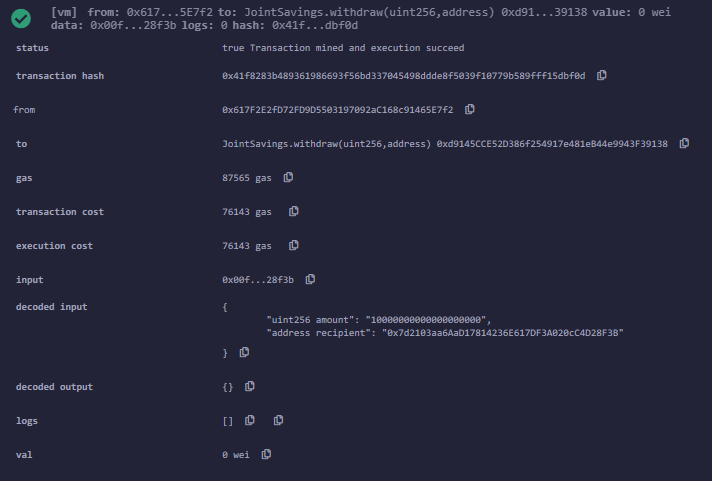 [vm] from: 0x617...5E7f2 to: JointSavings.withdraw(uint256,address) 0xd91...39138 value: 0 wei
data: 0x00f...28f3b logs: 0 hash: 0x41f...dbf0d
status true Transaction mined and execution succeed
transaction hash 0x41f8283b489361986693f56bd337045498ddde8f5039f10779b589fff15dbf0d
from 0x617F2E2fD72FD9D5503197092aC168c91465E7f2
to JointSavings.withdraw(uint256,address) 0xd9145CCE52D386f254917e481eB44e9943F39138
gas 87565 gas
transaction cost 76143 gas
execution cost 76143 gas
input 0x00f...28f3b
decoded input {
"uint256 amount": "10000000000000000000",
"address recipient": "0x7d2103aa6AaD17814236E617DF3A020cC4D28F3B"
}
decoded output {}
logs []
val 0 wei